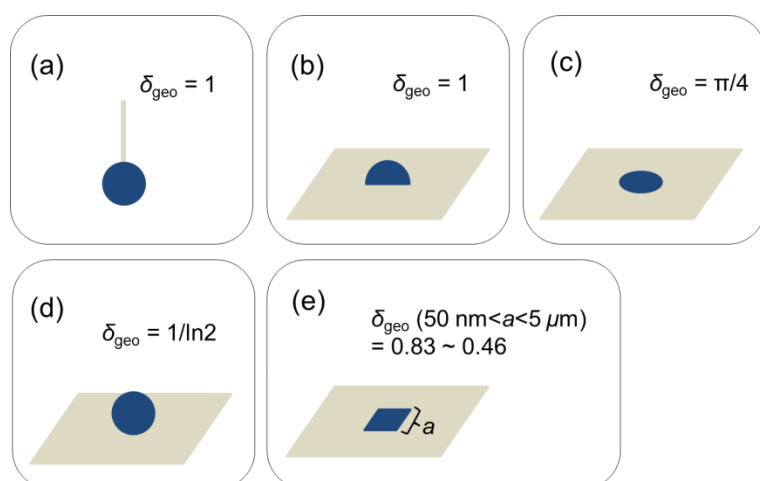 (a)
δgeo = 1
(b)
δgeo = 1
(c)
δgeo = π/4
(d)
δgeo = 1/ln2
(e)
δgeo (50 nm<a<5 μm)
= 0.83 ~ 0.46
a